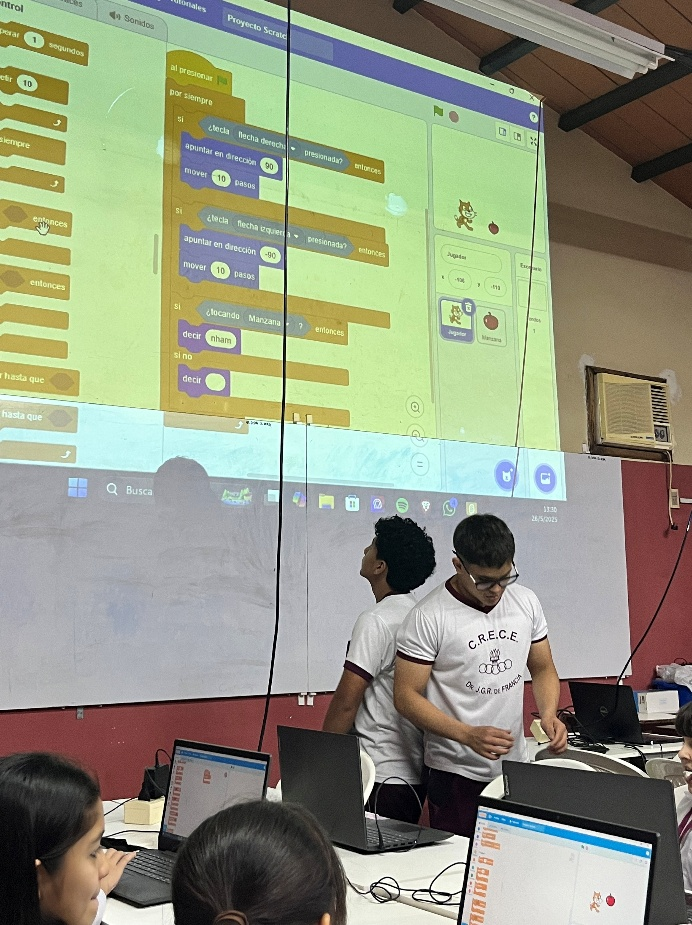 Sonidos
Proyecto Scratc
ntrol
perar 1 segundos
etir 10
siempre
entonces
entonces
r hasta que
hasta que
al presionar
por siempre
si ¿tecla flecha derecha presionada? entonces
apuntar en dirección 90
mover 10 pasos
si ¿tecla flecha izquierda presionada? entonces
apuntar en dirección -90
mover 10 pasos
si ¿tocando Manzana ? entonces
decir nham
si no
decir
Jugador
Escenario
x -106 y -110
Jugador
Manzana
1
Busca
13:30
26/5/2025
C.R.E.C.E.
De J.G.R. DE FRANCIA